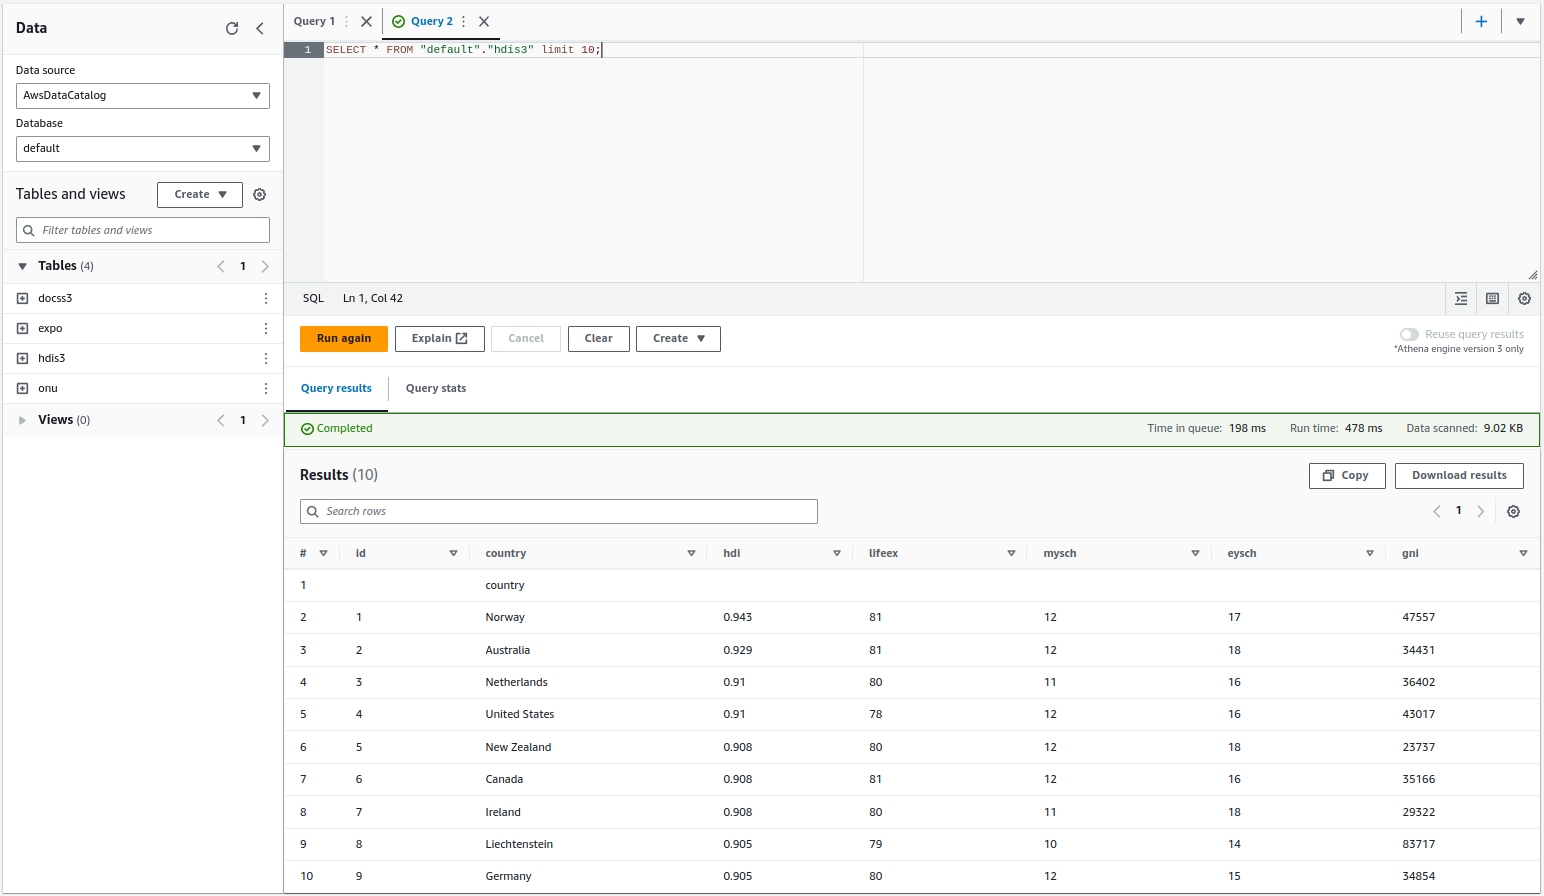 Data
Data source
AwsDataCatalog
Database
default
Tables and views
Create
Filter tables and views
Tables (4)
1
docss3
expo
hdis3
onu
Views (0)
1
Query 1
Query 2
1 SELECT * FROM "default"."hdis3" limit 10;
SQL Ln 1, Col 42
Run again Explain Cancel Clear Create
Reuse query results
*Athena engine version 3 only
Query results Query stats
Completed Time in queue: 198 ms Run time: 478 ms Data scanned: 9.02 KB
Results (10) Copy Download results
Search rows 1
# id country hdi lifeex mysch eysch gni
1 country
2 1 Norway 0.943 81 12 17 47557
3 2 Australia 0.929 81 12 18 34431
4 3 Netherlands 0.91 80 11 16 36402
5 4 United States 0.91 78 12 16 43017
6 5 New Zealand 0.908 80 12 18 23737
7 6 Canada 0.908 81 12 16 35166
8 7 Ireland 0.908 80 11 18 29322
9 8 Liechtenstein 0.905 79 10 14 83717
10 9 Germany 0.905 80 12 15 34854